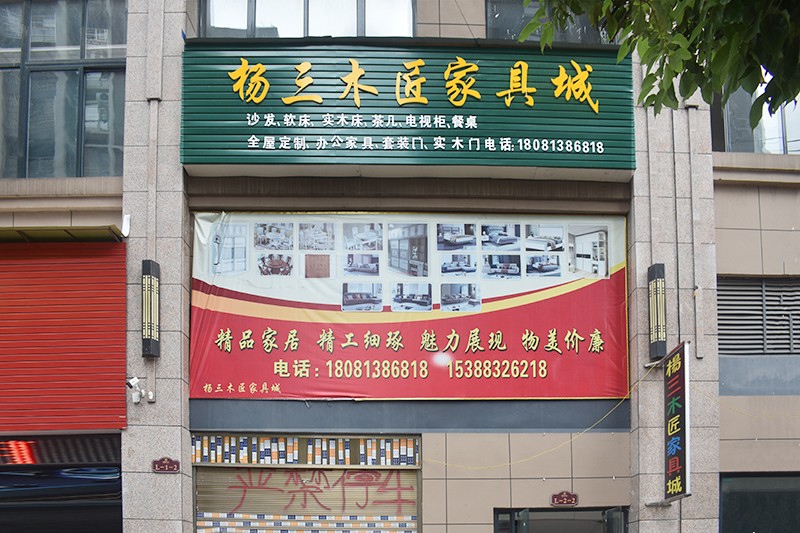 杨三木匠家具城
沙发、软床、实木床、茶几、电视柜、餐桌
全屋定制、办公家具、套装门、实木门电话:18081386818
精品家居 精工细琢 魅力展现 物美价廉
电话:18081386818 15388326218
杨三木匠家具城
楊三木匠家具城
L-1-2
严禁停车
L-2-2